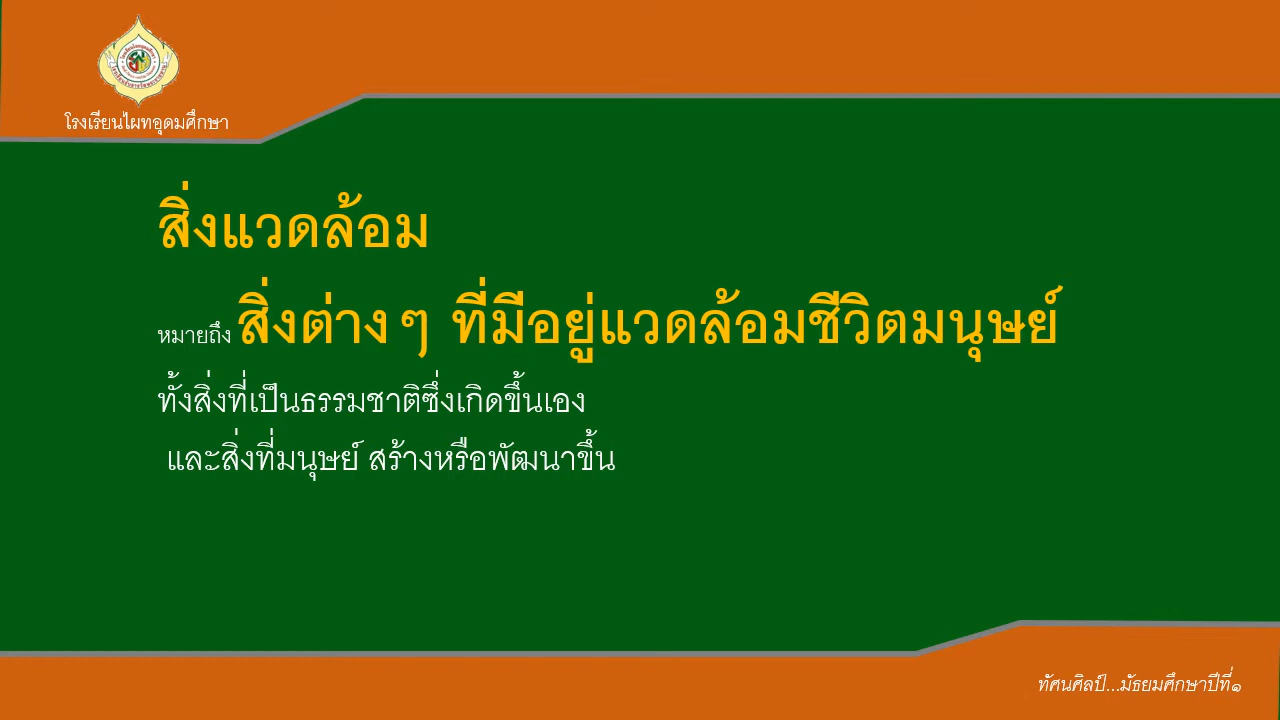 โรงเรียนไผทอุดมศึกษา
สิ่งแวดล้อม
หมายถึง สิ่งต่างๆ ที่มีอยู่แวดล้อมชีวิตมนุษย์
ทั้งสิ่งที่เป็นธรรมชาติซึ่งเกิดขึ้นเอง
และสิ่งที่มนุษย์ สร้างหรือพัฒนาขึ้น
ทัศนศิลป์...มัธยมศึกษาปีที่๑